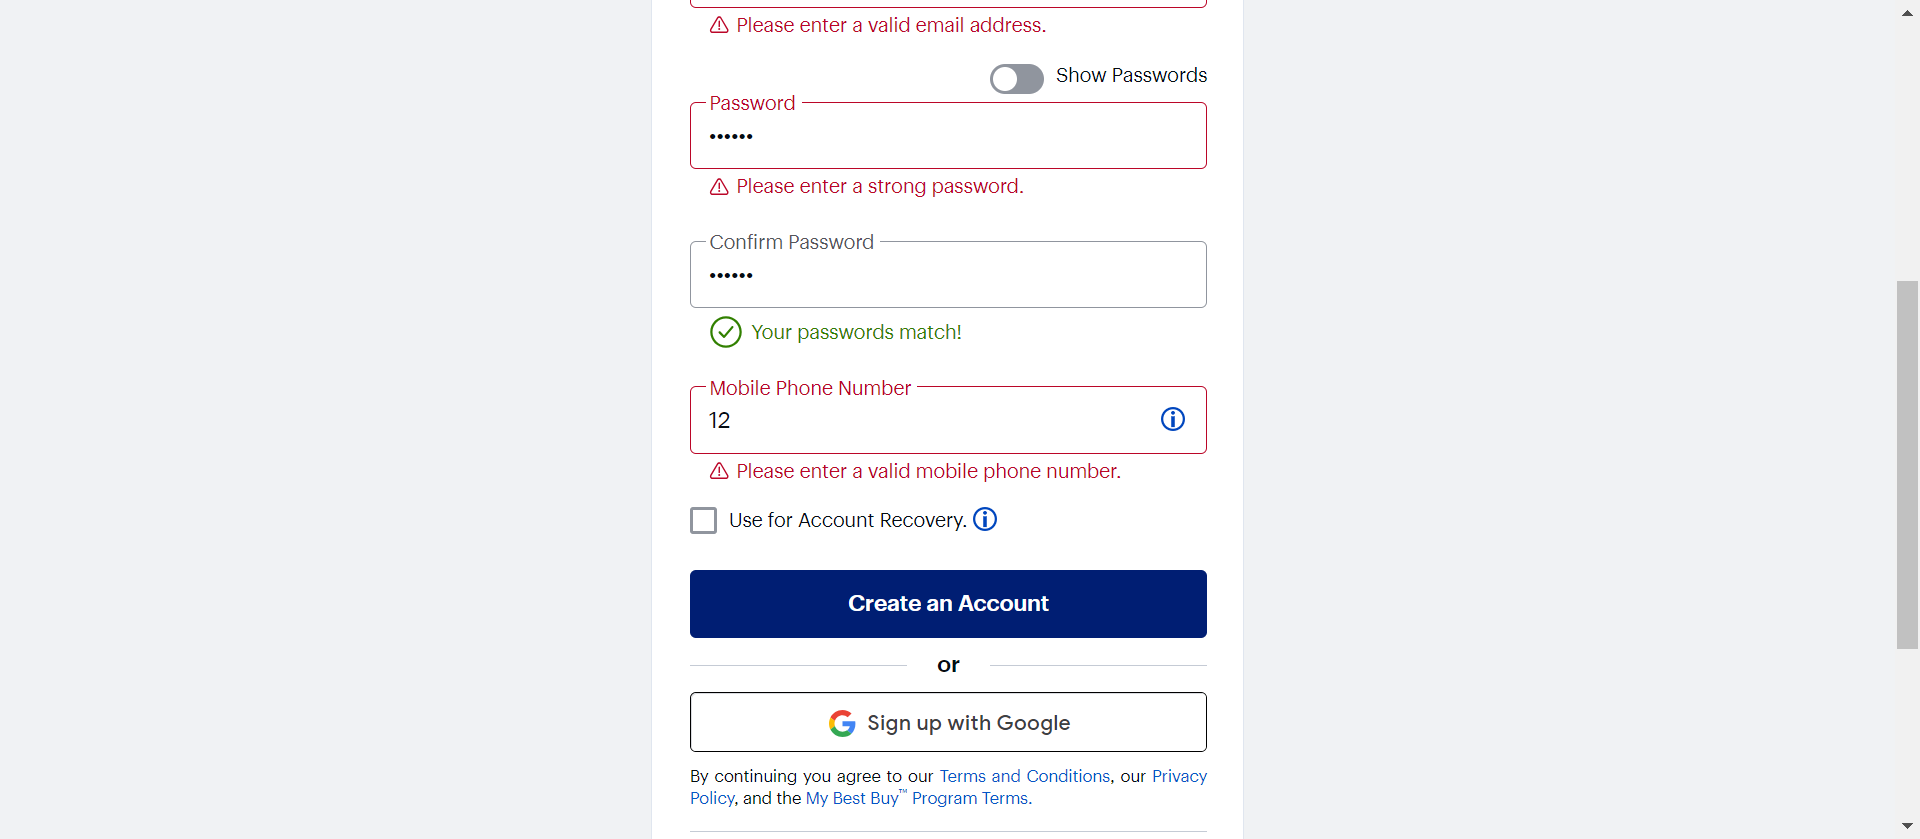 Please enter a valid email address.
Show Passwords
Password
••••••
Please enter a strong password.
Confirm Password
••••••
Your passwords match!
Mobile Phone Number
12
Please enter a valid mobile phone number.
Use for Account Recovery.
Create an Account
or
Sign up with Google
By continuing you agree to our Terms and Conditions, our Privacy
Policy, and the My Best Buy™ Program Terms.